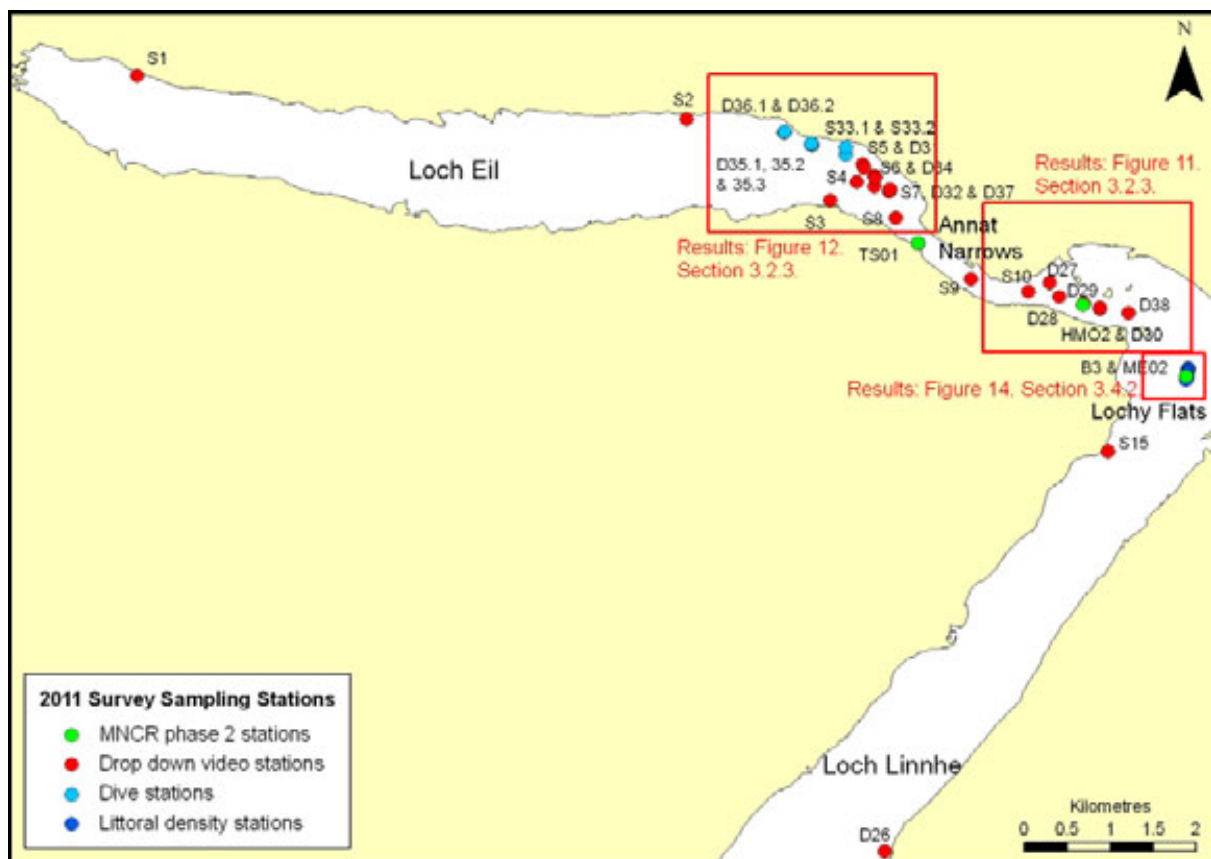 N
S1
S2
D36.1 & D36.2
S33.1 & S33.2
S5 & D31
S6 & D34
D35.1, 35.2
& 35.3
S4
S7, D32 & D37
S3
S8
Loch Eil
Results: Figure 11.
Section 3.2.3.
Results: Figure 12.
Section 3.2.3.
TS01
Annat
Narrows
S9
S10
D27
D29
D28
D38
HMO2 & D30
B3 & ME02
Results: Figure 14. Section 3.4.2
Lochy Flats
S15
Loch Linnhe
D26
2011 Survey Sampling Stations
MNCR phase 2 stations
Drop down video stations
Dive stations
Littoral density stations
Kilometres
0 0.5 1 2